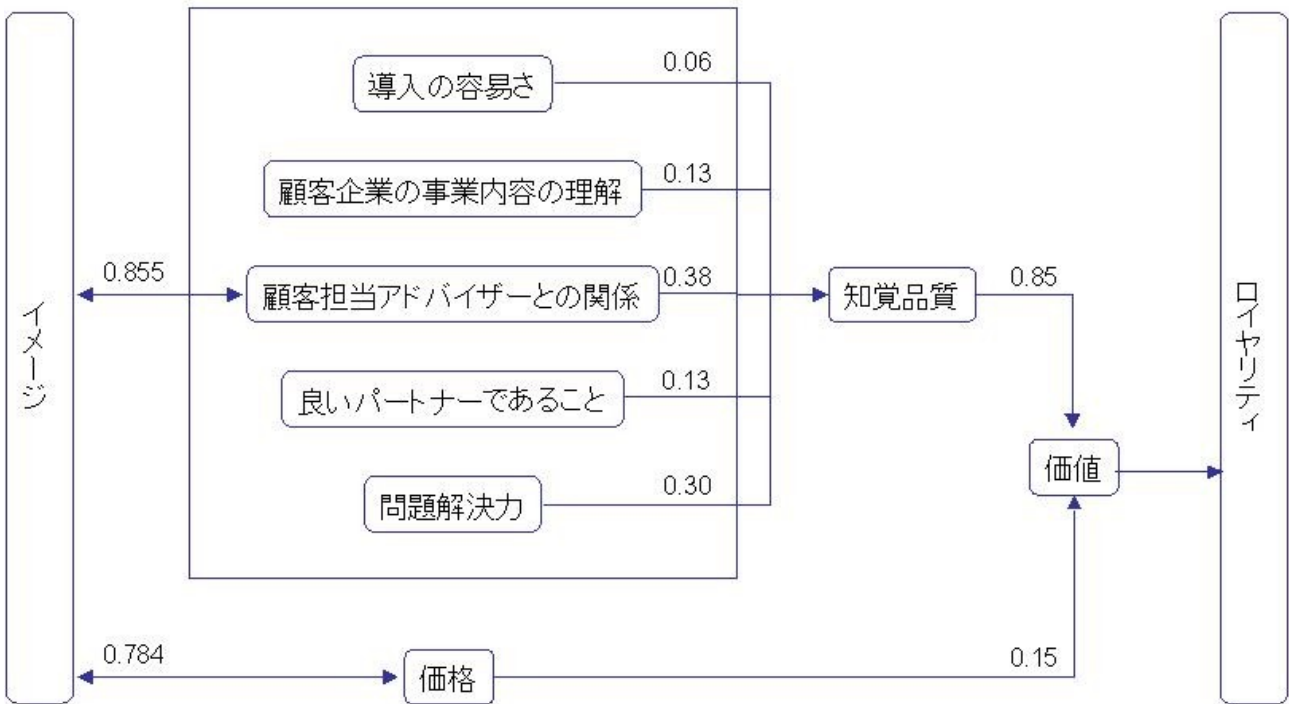 イメージ
0.855
0.784
導入の容易さ
0.06
顧客企業の事業内容の理解
0.13
顧客担当アドバイザーとの関係
0.38
良いパートナーであること
0.13
問題解決力
0.30
知覚品質
0.85
価値
価格
0.15
ロイヤリティ